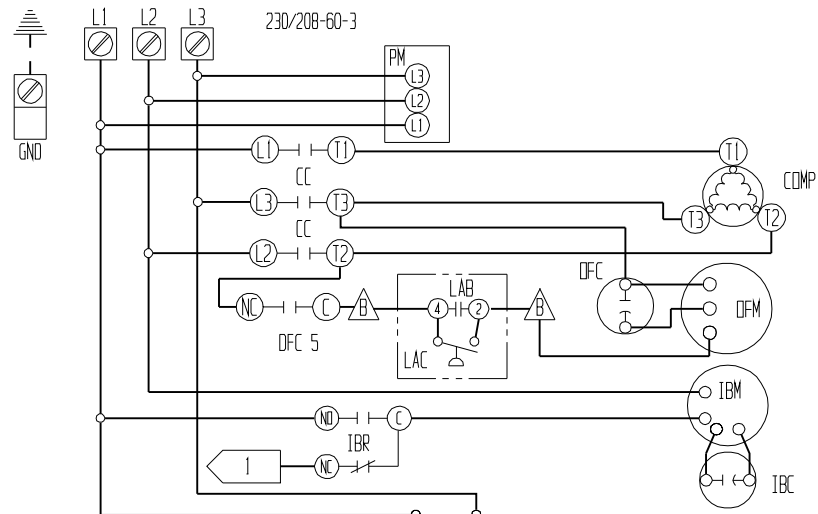 L1 L2 L3 230/208-60-3
PM
L3
L2
L1
GND
L1 T1 T1
CC COMP
L3 T3 T3 T2
CC
L2 T2
OFC
LAB
NC C B 4 2 B OFM
DFC 5
LAC
IBM
NO C
IBR
1 NC
IBC